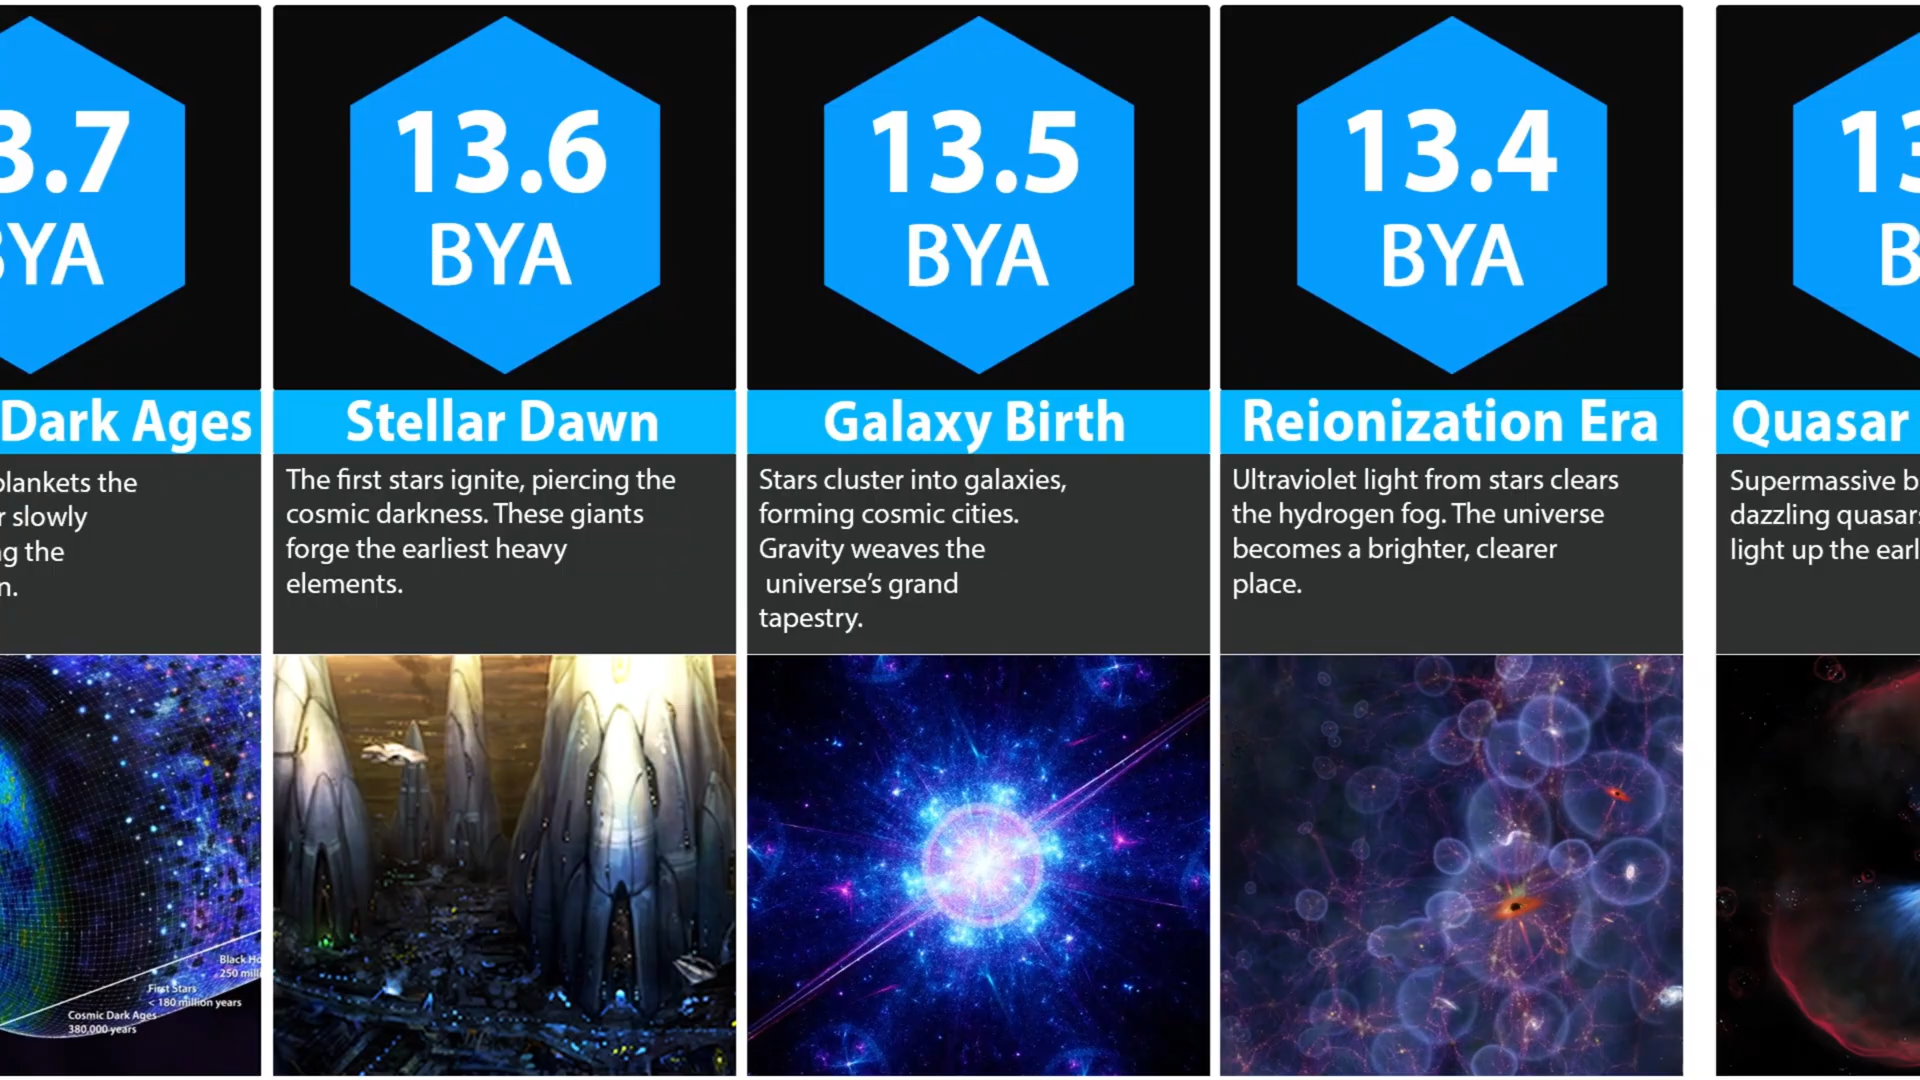 3.7
BYA
Dark Ages
blankets the
r slowly
ng the
n.
Black Ho
250 mill
First Stars
< 180 million years
Cosmic Dark Ages
380,000 years
13.6
BYA
Stellar Dawn
The first stars ignite, piercing the
cosmic darkness. These giants
forge the earliest heavy
elements.
13.5
BYA
Galaxy Birth
Stars cluster into galaxies,
forming cosmic cities.
Gravity weaves the
universe’s grand
tapestry.
13.4
BYA
Reionization Era
Ultraviolet light from stars clears
the hydrogen fog. The universe
becomes a brighter, clearer
place.
13
B
Quasar
Supermassive b
dazzling quasars
light up the earl